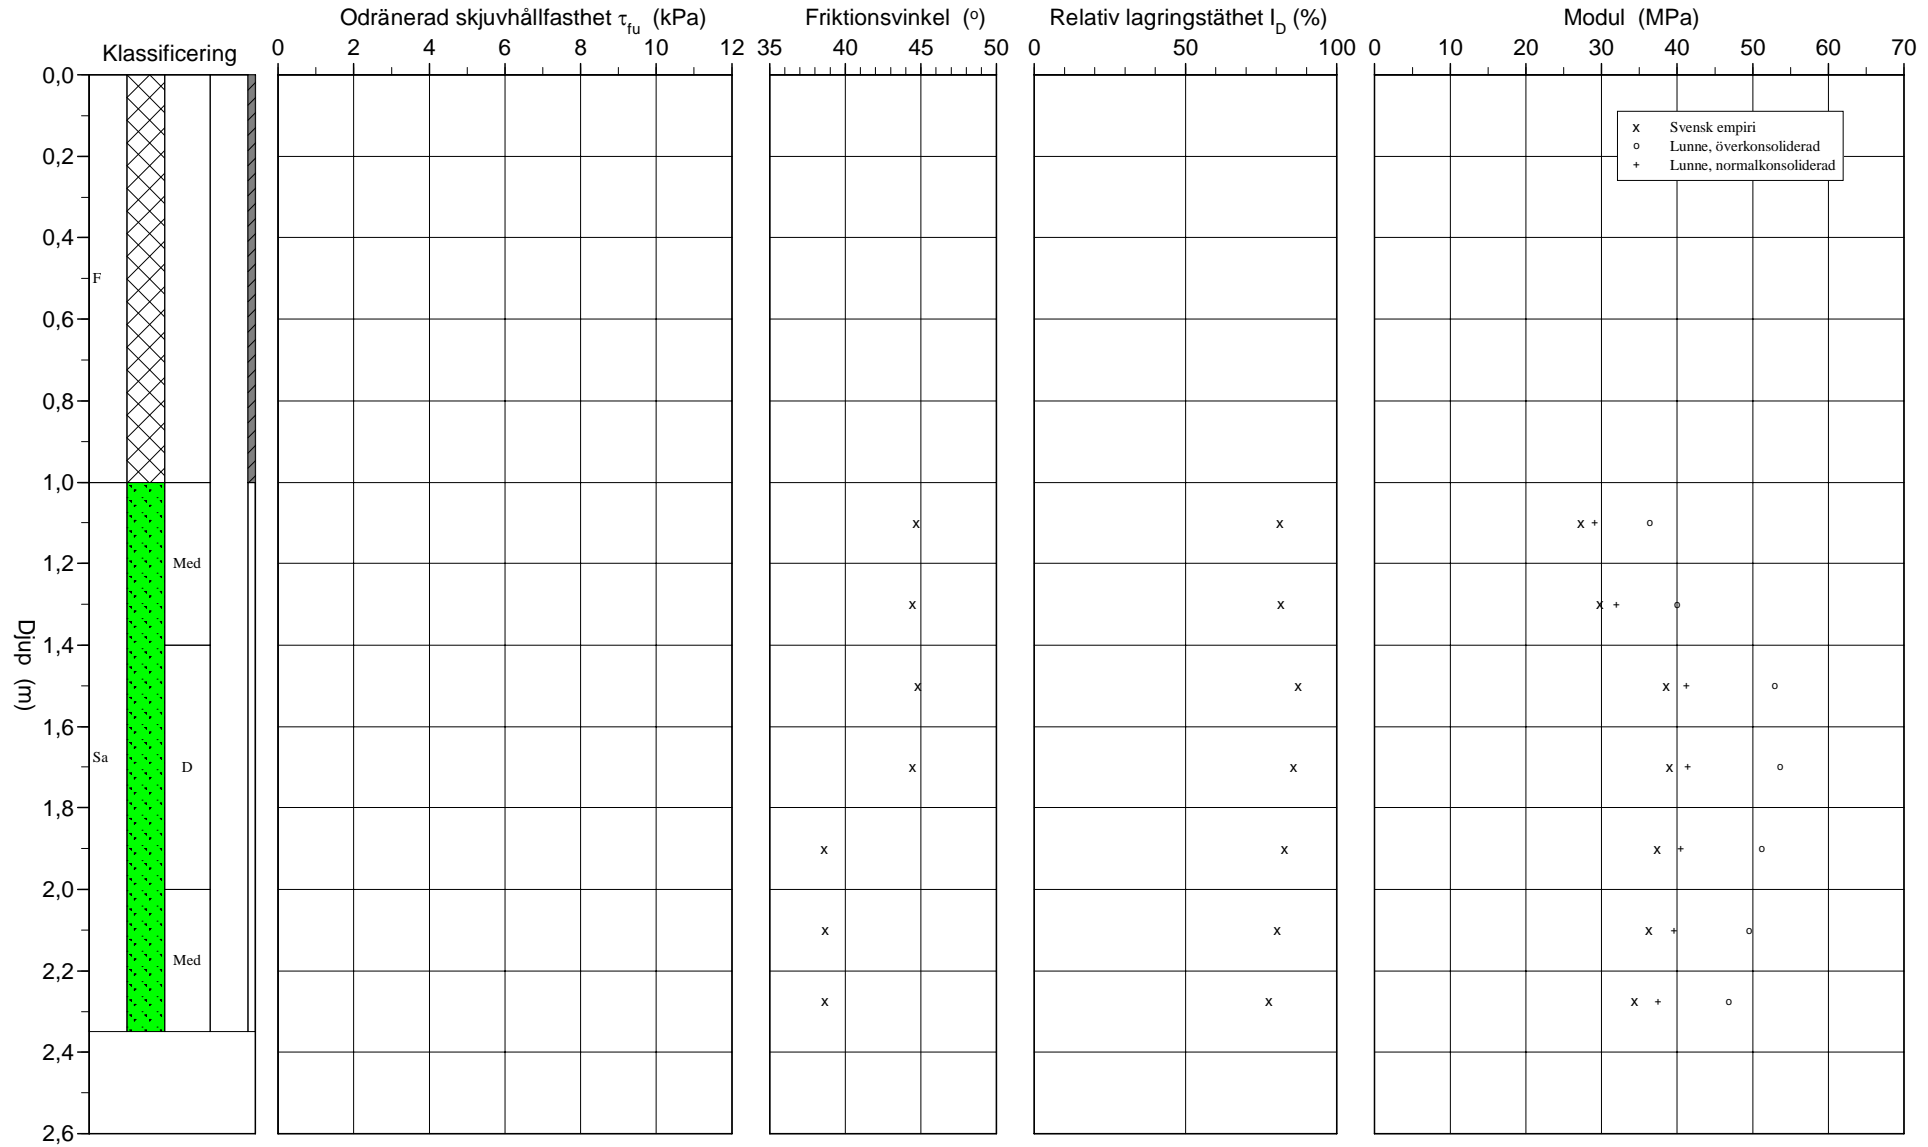 Odränerad skjuvhållfasthet τfu (kPa)
Friktionsvinkel (o)
Relativ lagringstäthet ID (%)
Modul (MPa)
Klassificering
0 2 4 6 8 10 12
35 40 45 50
0 50 100
0 10 20 30 40 50 60 70
x Svensk empiri
o Lunne, överkonsoliderad
+ Lunne, normalkonsoliderad
Djup (m)
0,0
0,2
0,4
0,6
0,8
1,0
1,2
1,4
1,6
1,8
2,0
2,2
2,4
2,6
F
Sa
Med
D
Med